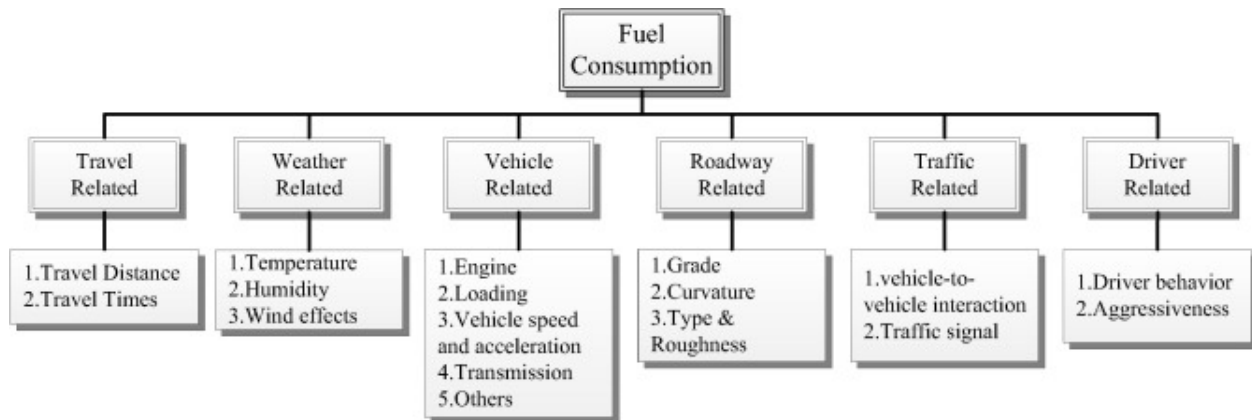 Fuel
Consumption
Travel
Related
Weather
Related
Vehicle
Related
Roadway
Related
Traffic
Related
Driver
Related
1.Travel Distance
2.Travel Times
1.Temperature
2.Humidity
3.Wind effects
1.Engine
2.Loading
3.Vehicle speed
and acceleration
4.Transmission
5.Others
1.Grade
2.Curvature
3.Type &
Roughness
1.vehicle-to-
vehicle interaction
2.Traffic signal
1.Driver behavior
2.Aggressiveness